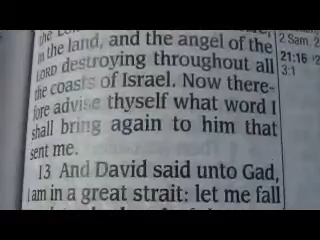 the
in the land, and the angel of the
LORD destroying throughout all
the coasts of Israel. Now there-
fore advise thyself what word I
shall bring again to him that
sent me.
13 And David said unto Gad,
I am in a great strait: let me fall
2 Sam. 2
21:16
3:1